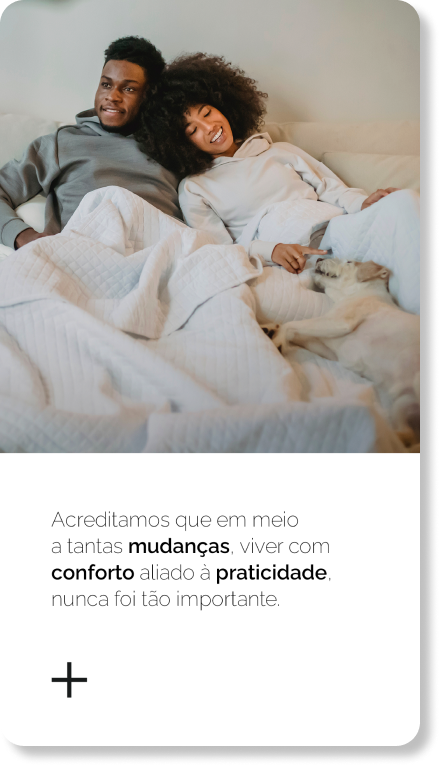 Acreditamos que em meio
a tantas mudanças, viver com
conforto aliado à praticidade,
nunca foi tão importante.